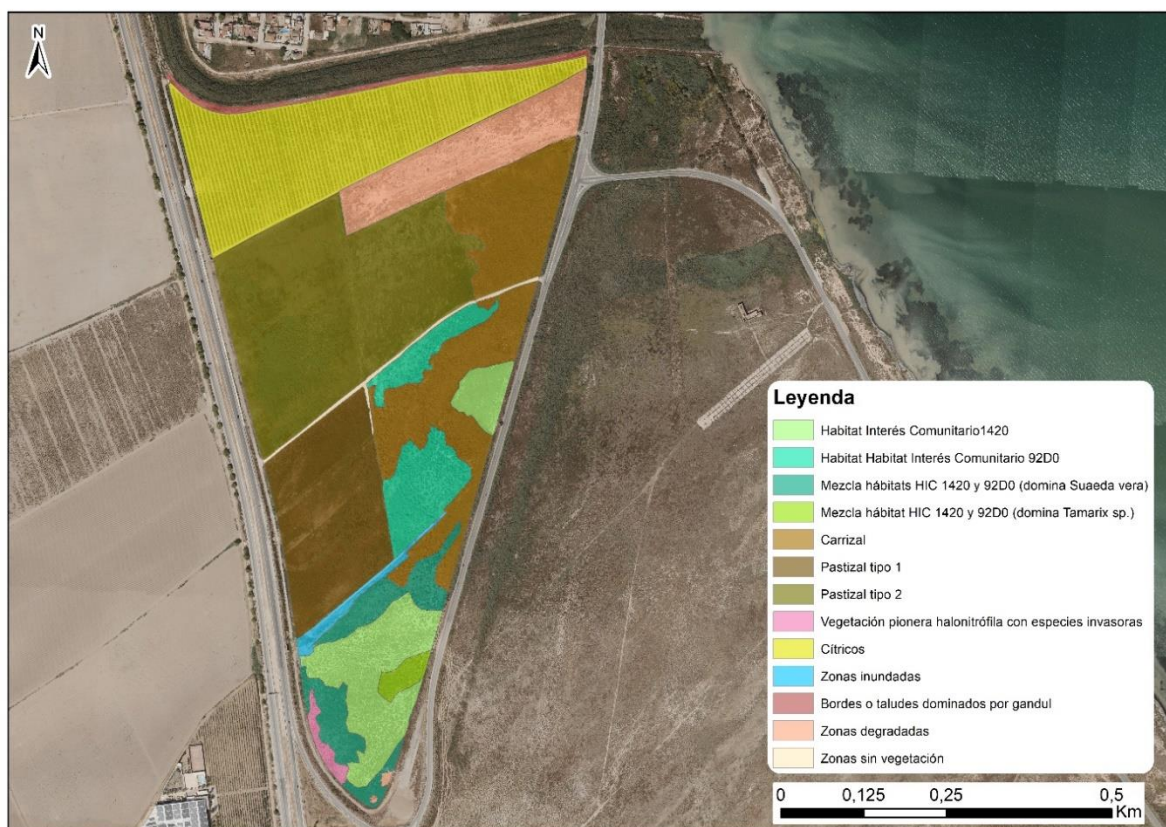 N
Leyenda
Habitat Interés Comunitario1420
Habitat Habitat Interés Comunitario 92D0
Mezcla hábitats HIC 1420 y 92D0 (domina Suaeda vera)
Mezcla hábitat HIC 1420 y 92D0 (domina Tamarix sp.)
Carrizal
Pastizal tipo 1
Pastizal tipo 2
Vegetación pionera halonitrófila con especies invasoras
Cítricos
Zonas inundadas
Bordes o taludes dominados por gandul
Zonas degradadas
Zonas sin vegetación
0 0,125 0,25 0,5
Km